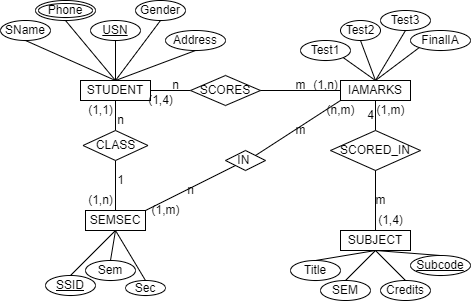 Phone
Gender
SName
USN
Address
Test1
Test2
Test3
FinalIA
STUDENT
n
SCORES
m
(1,n)
IAMARKS
(1,1)
(1,4)
(n,m)
(1,m)
n
4
m
CLASS
IN
SCORED_IN
1
n
m
(1,n)
(1,m)
(1,4)
SEMSEC
SUBJECT
SSID
Sem
Sec
Title
SEM
Credits
Subcode